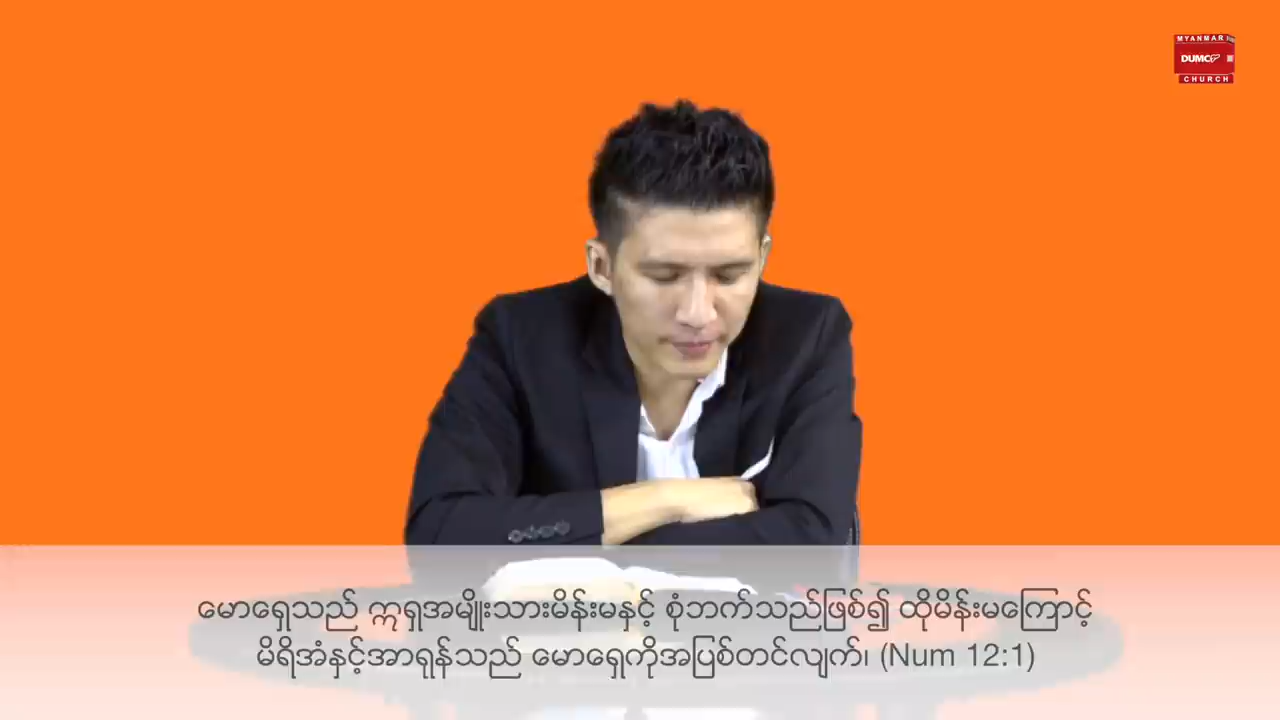 MYANMAR
DUMC
CHURCH
မောရှေသည် ဣရှအမျိုးသားမိန်းမနှင့် စုံဘက်သည်ဖြစ်၍ ထိုမိန်းမကြောင့်
မိရိအံနှင့်အာရုန်သည် မောရှေကိုအပြစ်တင်လျက်၊ (Num 12:1)